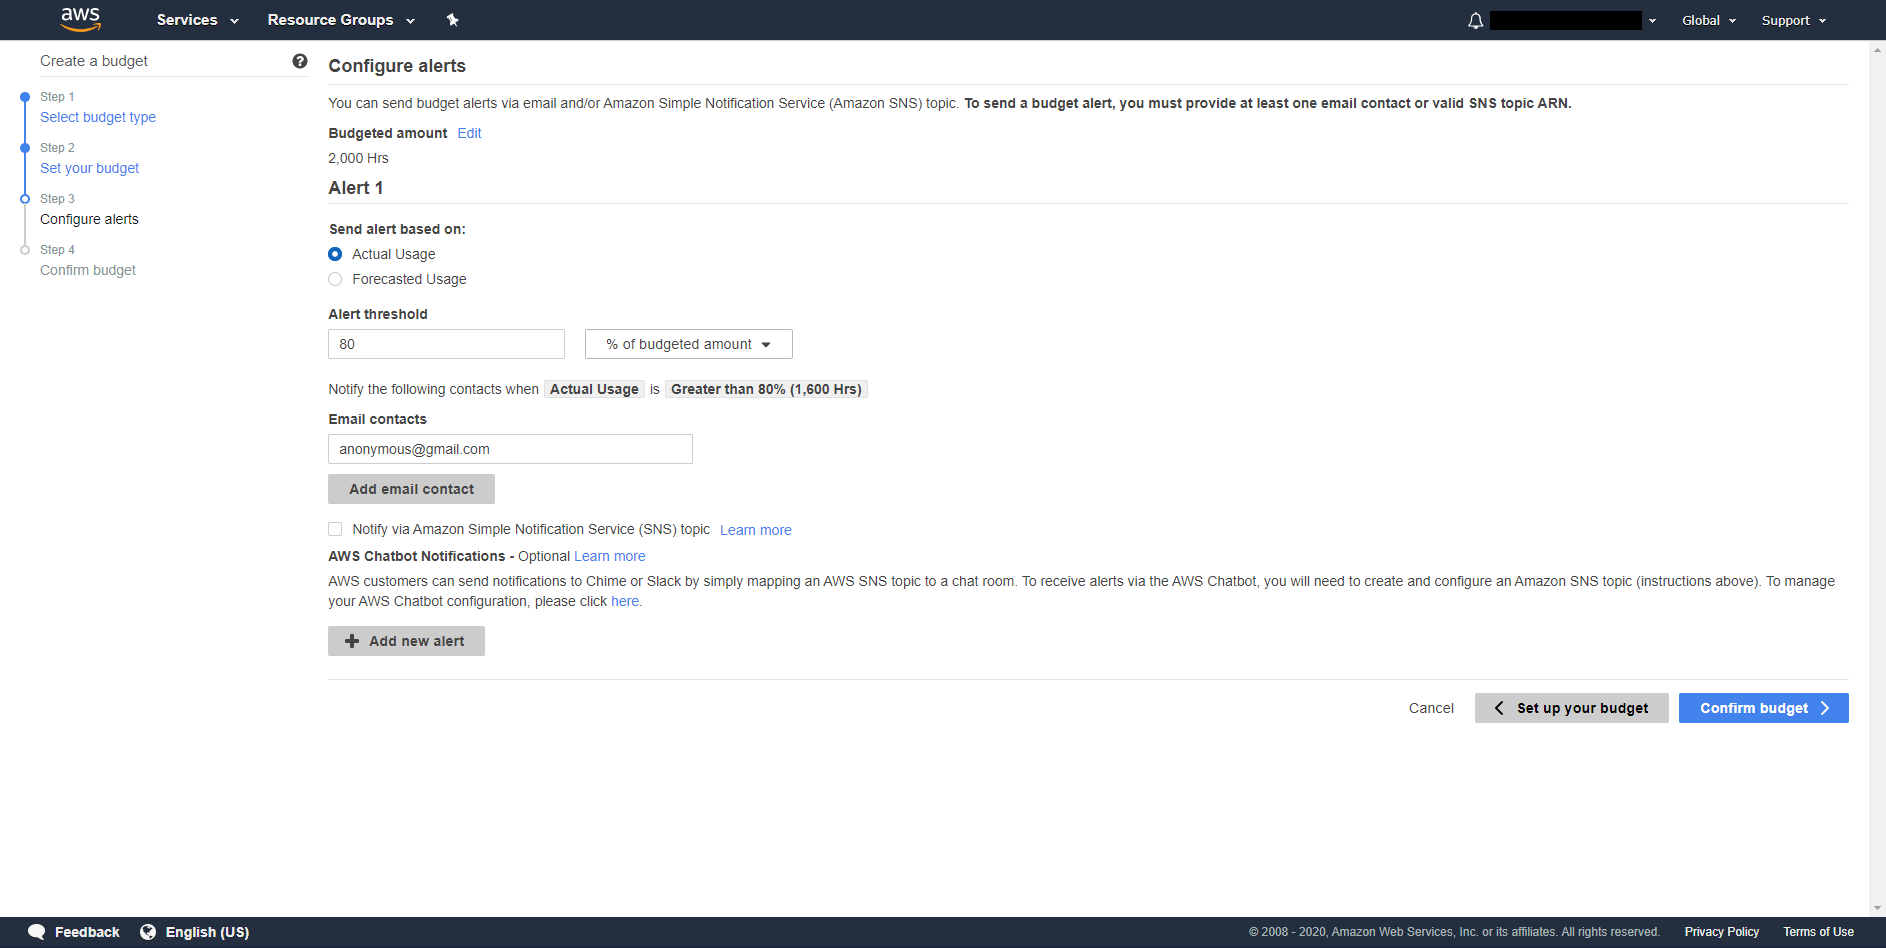 aws Services Resource Groups Global Support
Create a budget
Step 1
Select budget type
Step 2
Set your budget
Step 3
Configure alerts
Step 4
Confirm budget
Configure alerts
You can send budget alerts via email and/or Amazon Simple Notification Service (Amazon SNS) topic. To send a budget alert, you must provide at least one email contact or valid SNS topic ARN.
Budgeted amount Edit
2,000 Hrs
Alert 1
Send alert based on:
Actual Usage
Forecasted Usage
Alert threshold
80 % of budgeted amount
Notify the following contacts when Actual Usage is Greater than 80% (1,600 Hrs)
Email contacts
anonymous@gmail.com
Add email contact
Notify via Amazon Simple Notification Service (SNS) topic Learn more
AWS Chatbot Notifications - Optional Learn more
AWS customers can send notifications to Chime or Slack by simply mapping an AWS SNS topic to a chat room. To receive alerts via the AWS Chatbot, you will need to create and configure an Amazon SNS topic (instructions above). To manage
your AWS Chatbot configuration, please click here.
Add new alert
Cancel Set up your budget Confirm budget
Feedback English (US) © 2008 - 2020, Amazon Web Services, Inc. or its affiliates. All rights reserved. Privacy Policy Terms of Use